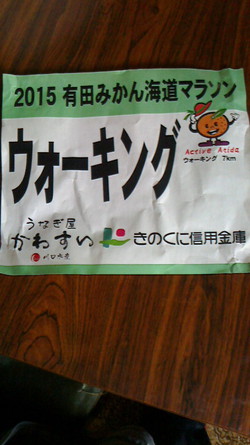 2015 有田みかん海道マラソン
ウォーキング
Active Arida
ウォーキング 7km
うなぎ屋
かわすい
きのくに信用金庫